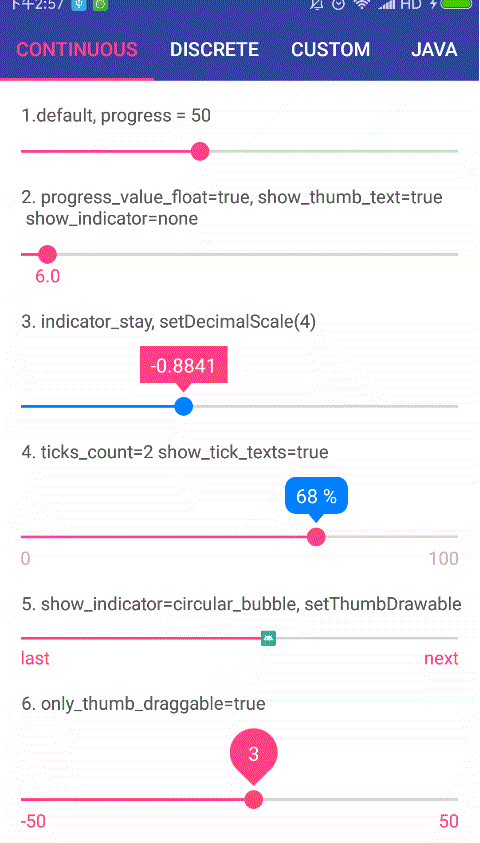 下午2:57 HD
CONTINUOUS DISCRETE CUSTOM JAVA
1.default, progress = 50
2. progress_value_float=true, show_thumb_text=true
show_indicator=none
6.0
3. indicator_stay, setDecimalScale(4)
-0.8841
4. ticks_count=2 show_tick_texts=true
68 %
0 100
5. show_indicator=circular_bubble, setThumbDrawable
last next
6. only_thumb_draggable=true
3
-50 50